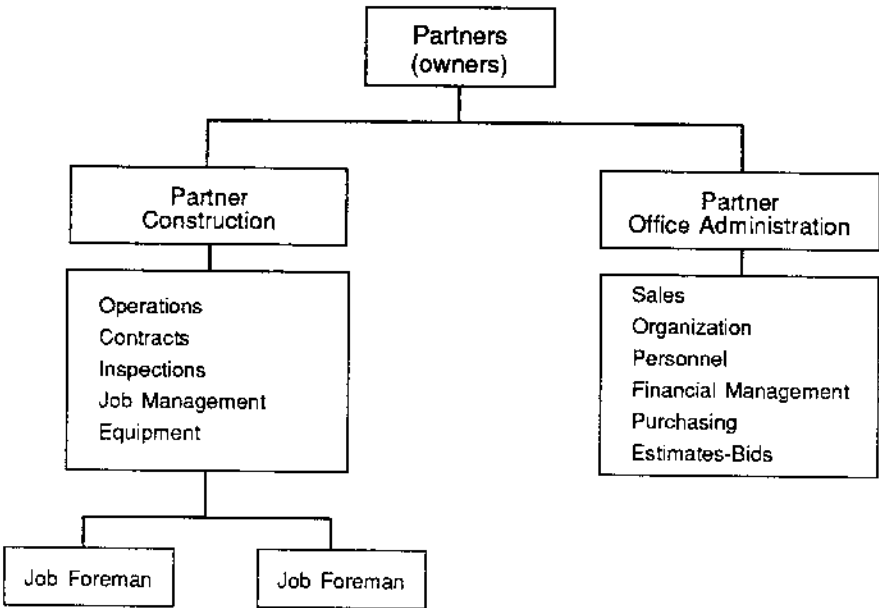 Partners
(owners)
Partner
Construction
Partner
Office Administration
Operations
Contracts
Inspections
Job Management
Equipment
Sales
Organization
Personnel
Financial Management
Purchasing
Estimates-Bids
Job Foreman
Job Foreman